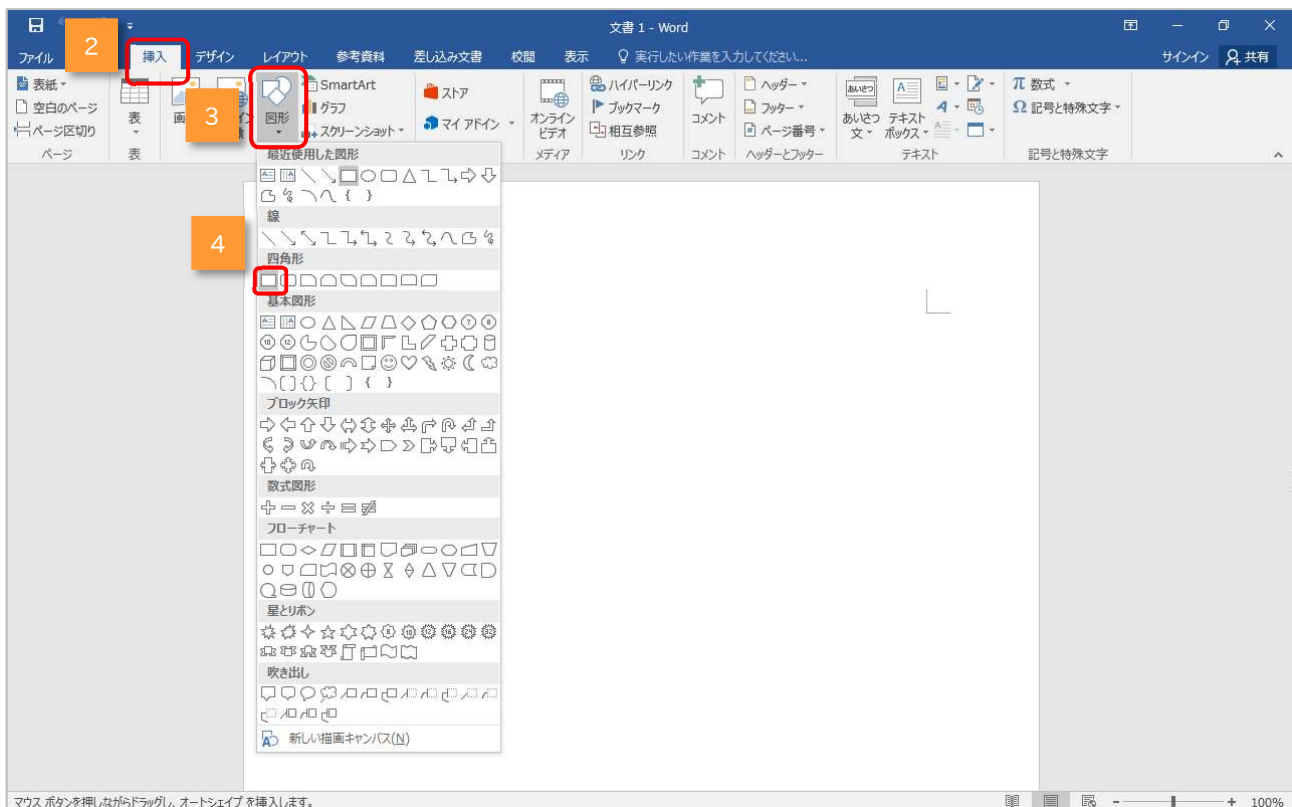 文書 1 - Word
2
ファイル 挿入 デザイン レイアウト 参考資料 差し込み文書 校閲 表示 実行したい作業を入力してください... サインイン 共有
表紙
空白のページ
ページ区切り
ページ
表
表
3
図形
SmartArt
グラフ
スクリーンショット
ストア
マイ アドイン
オンライン
ビデオ
メディア
ハイパーリンク
ブックマーク
相互参照
リンク
コメント
コメント
ヘッダー
フッター
ページ番号
ヘッダーとフッター
あいさつ
文
テキスト
ボックス
テキスト
π 数式
Ω 記号と特殊文字
記号と特殊文字
最近使用した図形
線
4
四角形
基本図形
ブロック矢印
数式図形
フローチャート
星とリボン
吹き出し
新しい描画キャンバス(N)
マウス ボタンを押しながらドラッグし、オートシェイプ を挿入します。
100%